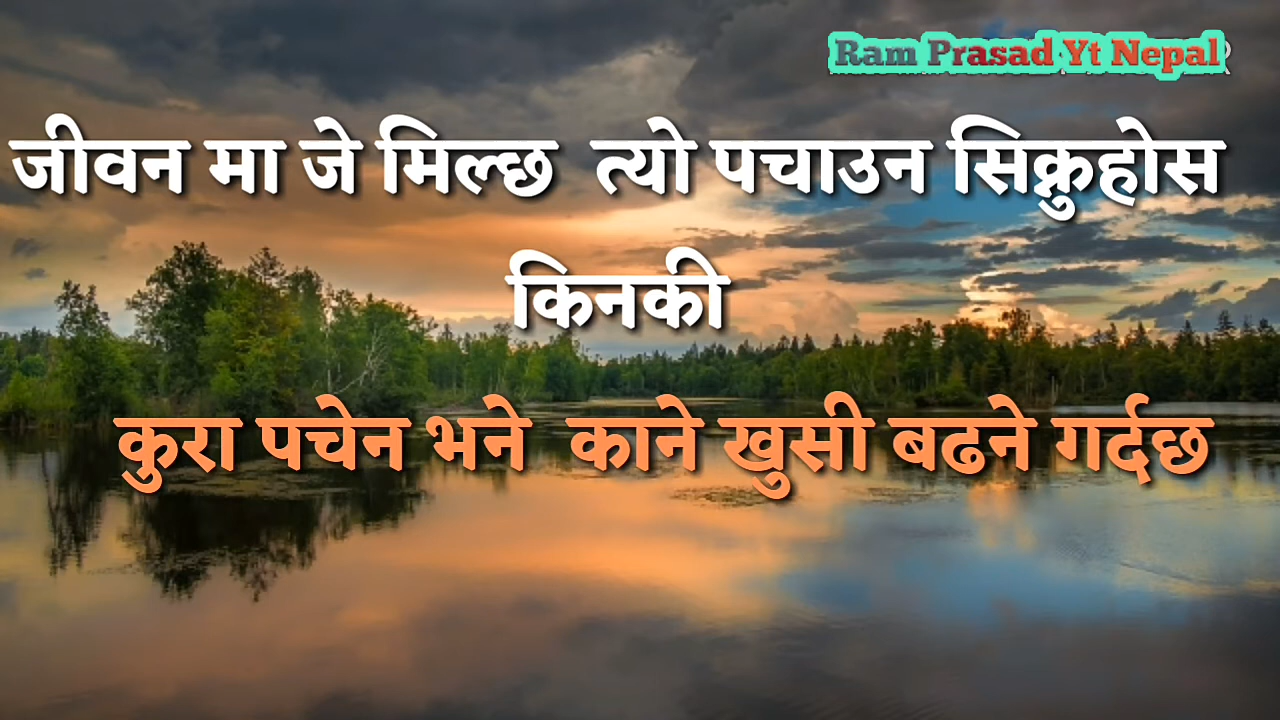 Ram Prasad Yt Nepal
जीवन मा जे मिल्छ त्यो पचाउन सिक्नुहोस
किनकी
कुरा पचेन भने काने खुसी बढने गर्दछ